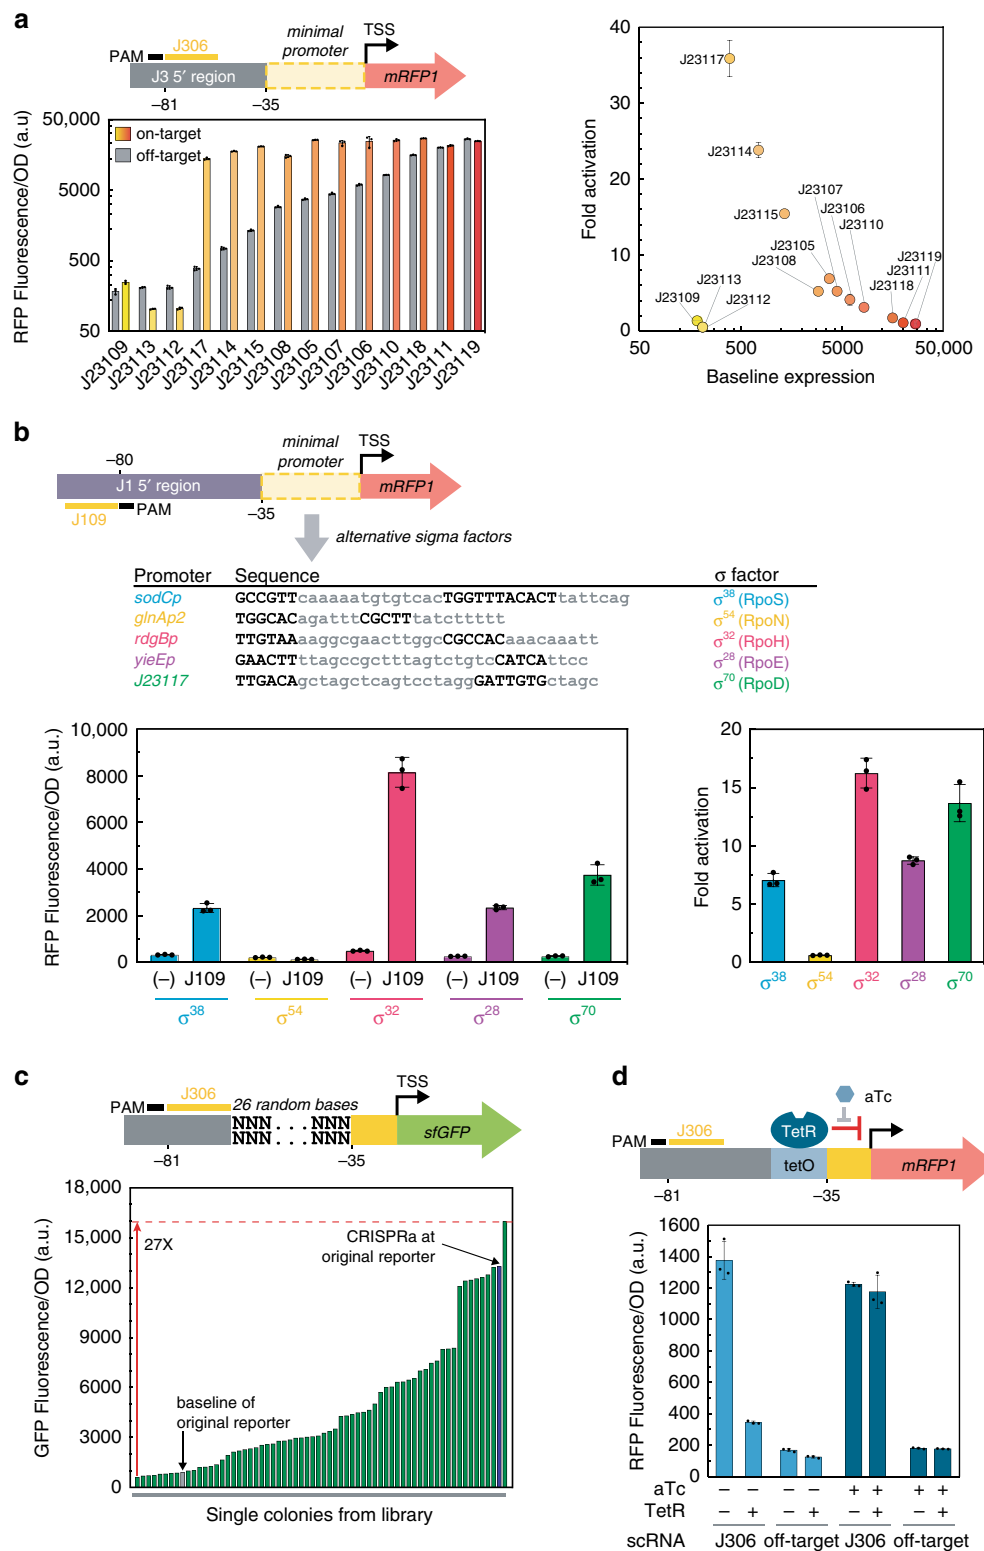 a
J306
PAM
J3 5′ region
minimal
promoter
TSS
mRFP1
–81
–35
RFP Fluorescence/OD (a.u)
50,000
5000
500
50
on-target
off-target
J23109
J23113
J23112
J23117
J23114
J23115
J23108
J23105
J23107
J23106
J23110
J23118
J23111
J23119
Fold activation
40
30
20
10
0
J23117
J23114
J23115
J23107
J23106
J23110
J23105
J23108
J23119
J23111
J23118
J23113
J23109
J23112
50
500
5000
50,000
Baseline expression
b
–80
J1 5′ region
minimal
promoter
TSS
mRFP1
J109
PAM
–35
alternative sigma factors
Promoter Sequence σ factor
sodCp GCCGTTcaaaaatgtgtcacTGGTTTACACTtattcag σ38 (RpoS)
glnAp2 TGGCACagatttCGCTTtatctttttt σ54 (RpoN)
rdgBp TTGTAAaaggcgaacttggcCGCCACaaacaaatt σ32 (RpoH)
yieEp GAACTTttagccgctttagtctgtccCATCAttcc σ28 (RpoE)
J23117 TTGACAgctagctcagtcctaggGATTGTGctagc σ70 (RpoD)
RFP Fluorescence/OD (a.u.)
10,000
8000
6000
4000
2000
0
(–) J109 (–) J109 (–) J109 (–) J109 (–) J109
σ38 σ54 σ32 σ28 σ70
Fold activation
20
15
10
5
0
σ38 σ54 σ32 σ28 σ70
c
J306
PAM
26 random bases
NNN...NNN
NNN...NNN
TSS
sfGFP
–81
–35
GFP Fluorescence/OD (a.u.)
18,000
15,000
12,000
9000
6000
3000
0
27X
CRISPRa at
original reporter
baseline of
original reporter
Single colonies from library
d
aTc
TetR
J306
PAM
tetO
mRFP1
–81
–35
RFP Fluorescence/OD (a.u.)
1600
1400
1200
1000
800
600
400
200
0
aTc – – – – + + + +
TetR – + – + – + – +
scRNA J306 off-target J306 off-target